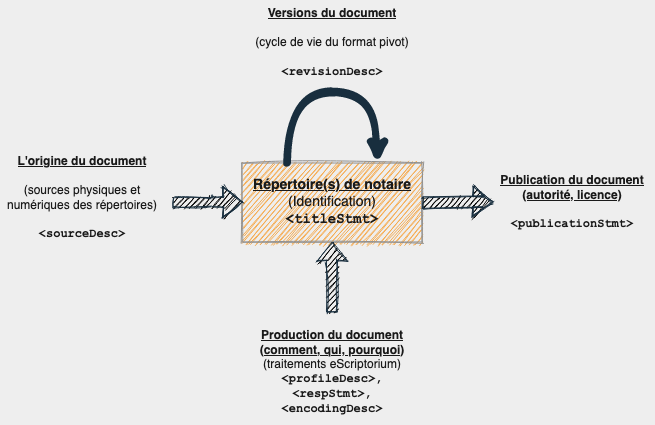 Versions du document
(cycle de vie du format pivot)
<revisionDesc>
L'origine du document
(sources physiques et
numériques des répertoires)
<sourceDesc>
Répertoire(s) de notaire
(Identification)
<titleStmt>
Publication du document
(autorité, licence)
<publicationStmt>
Production du document
(comment, qui, pourquoi)
(traitements eScriptorium)
<profileDesc>,
<respStmt>,
<encodingDesc>